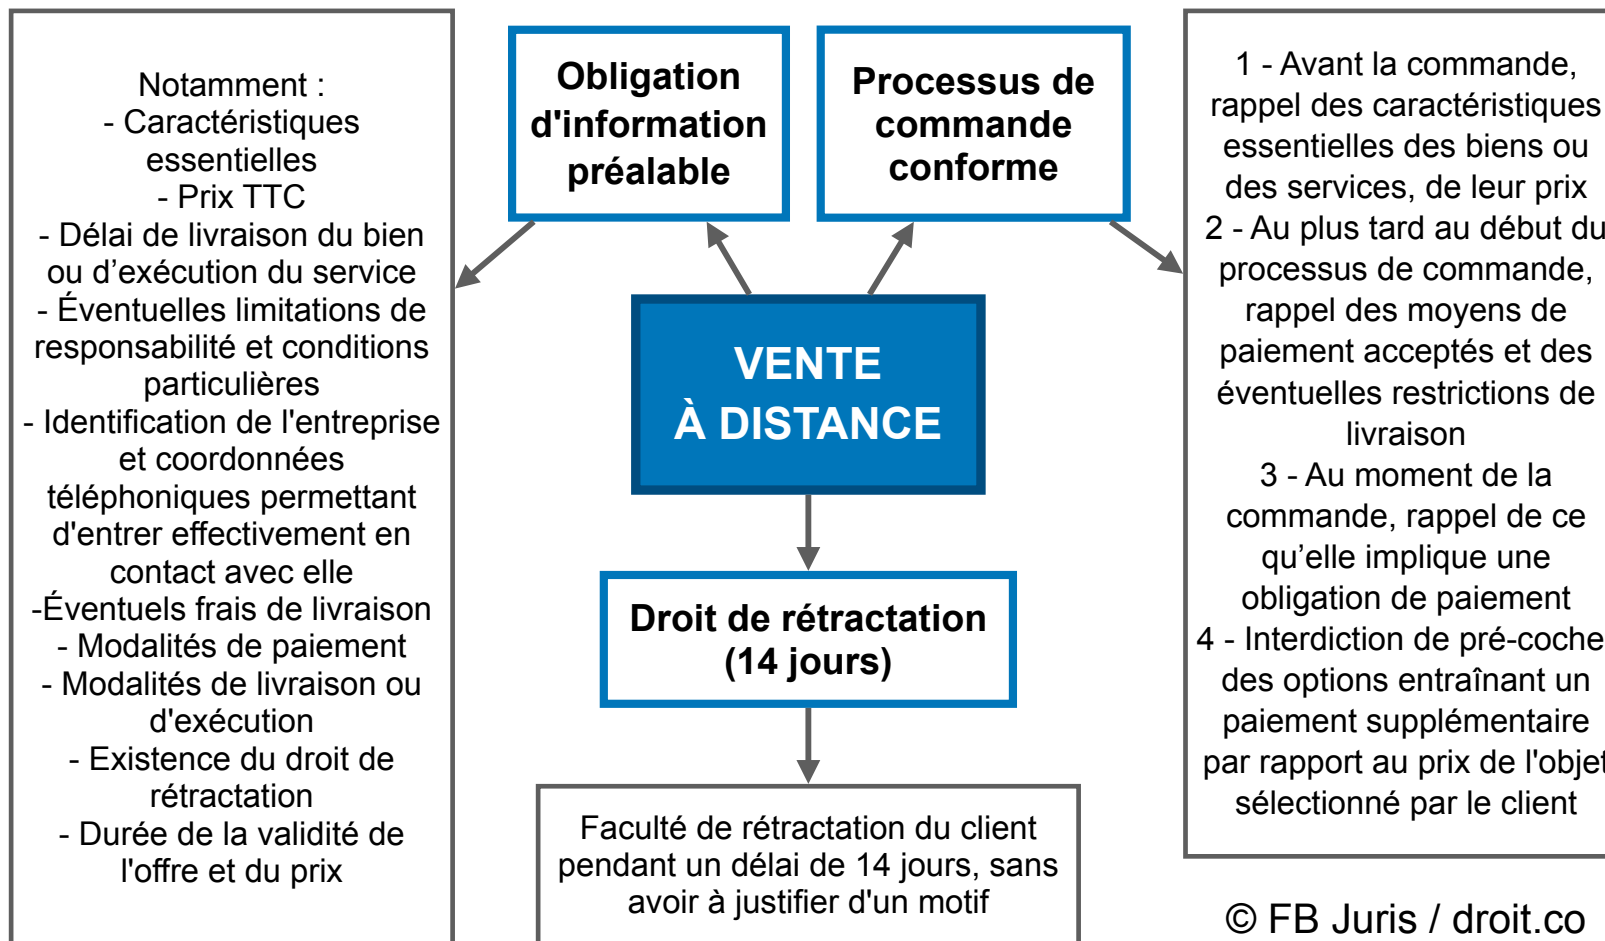 Notamment :
- Caractéristiques
essentielles
- Prix TTC
- Délai de livraison du bien
ou d’exécution du service
- Éventuelles limitations de
responsabilité et conditions
particulières
- Identification de l'entreprise
et coordonnées
téléphoniques permettant
d'entrer effectivement en
contact avec elle
-Éventuels frais de livraison
- Modalités de paiement
- Modalités de livraison ou
d'exécution
- Existence du droit de
rétractation
- Durée de la validité de
l'offre et du prix
Obligation
d'information
préalable
Processus de
commande
conforme
VENTE
À DISTANCE
Droit de rétractation
(14 jours)
Faculté de rétractation du client
pendant un délai de 14 jours, sans
avoir à justifier d'un motif
1 - Avant la commande,
rappel des caractéristiques
essentielles des biens ou
des services, de leur prix
2 - Au plus tard au début du
processus de commande,
rappel des moyens de
paiement acceptés et des
éventuelles restrictions de
livraison
3 - Au moment de la
commande, rappel de ce
qu’elle implique une
obligation de paiement
4 - Interdiction de pré-coche
des options entraînant un
paiement supplémentaire
par rapport au prix de l'objet
sélectionné par le client
© FB Juris / droit.co